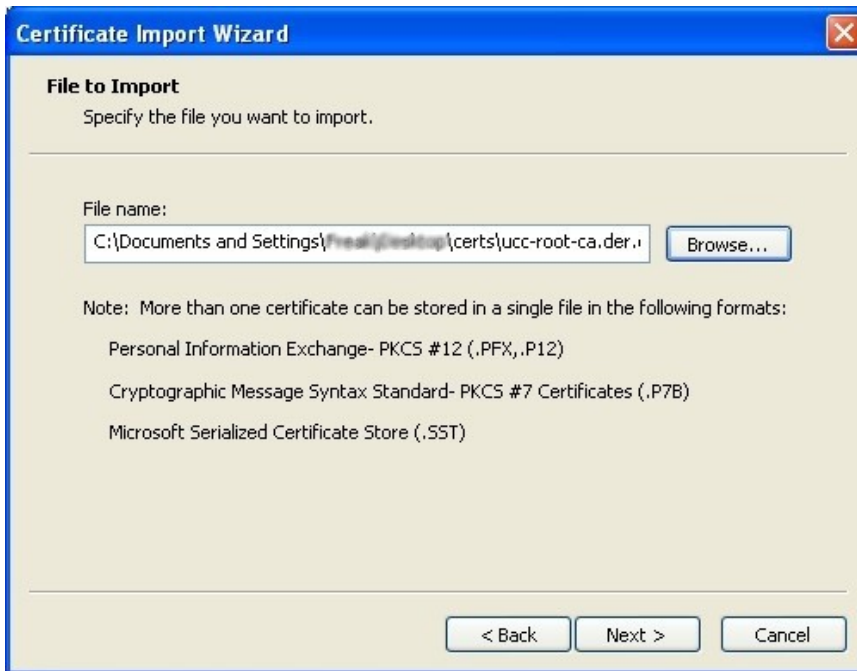 Certificate Import Wizard
File to Import
Specify the file you want to import.
File name:
C:\Documents and Settings\ \certs\ucc-root-ca.der.
Browse...
Note: More than one certificate can be stored in a single file in the following formats:
Personal Information Exchange- PKCS #12 (.PFX,.P12)
Cryptographic Message Syntax Standard- PKCS #7 Certificates (.P7B)
Microsoft Serialized Certificate Store (.SST)
< Back Next > Cancel